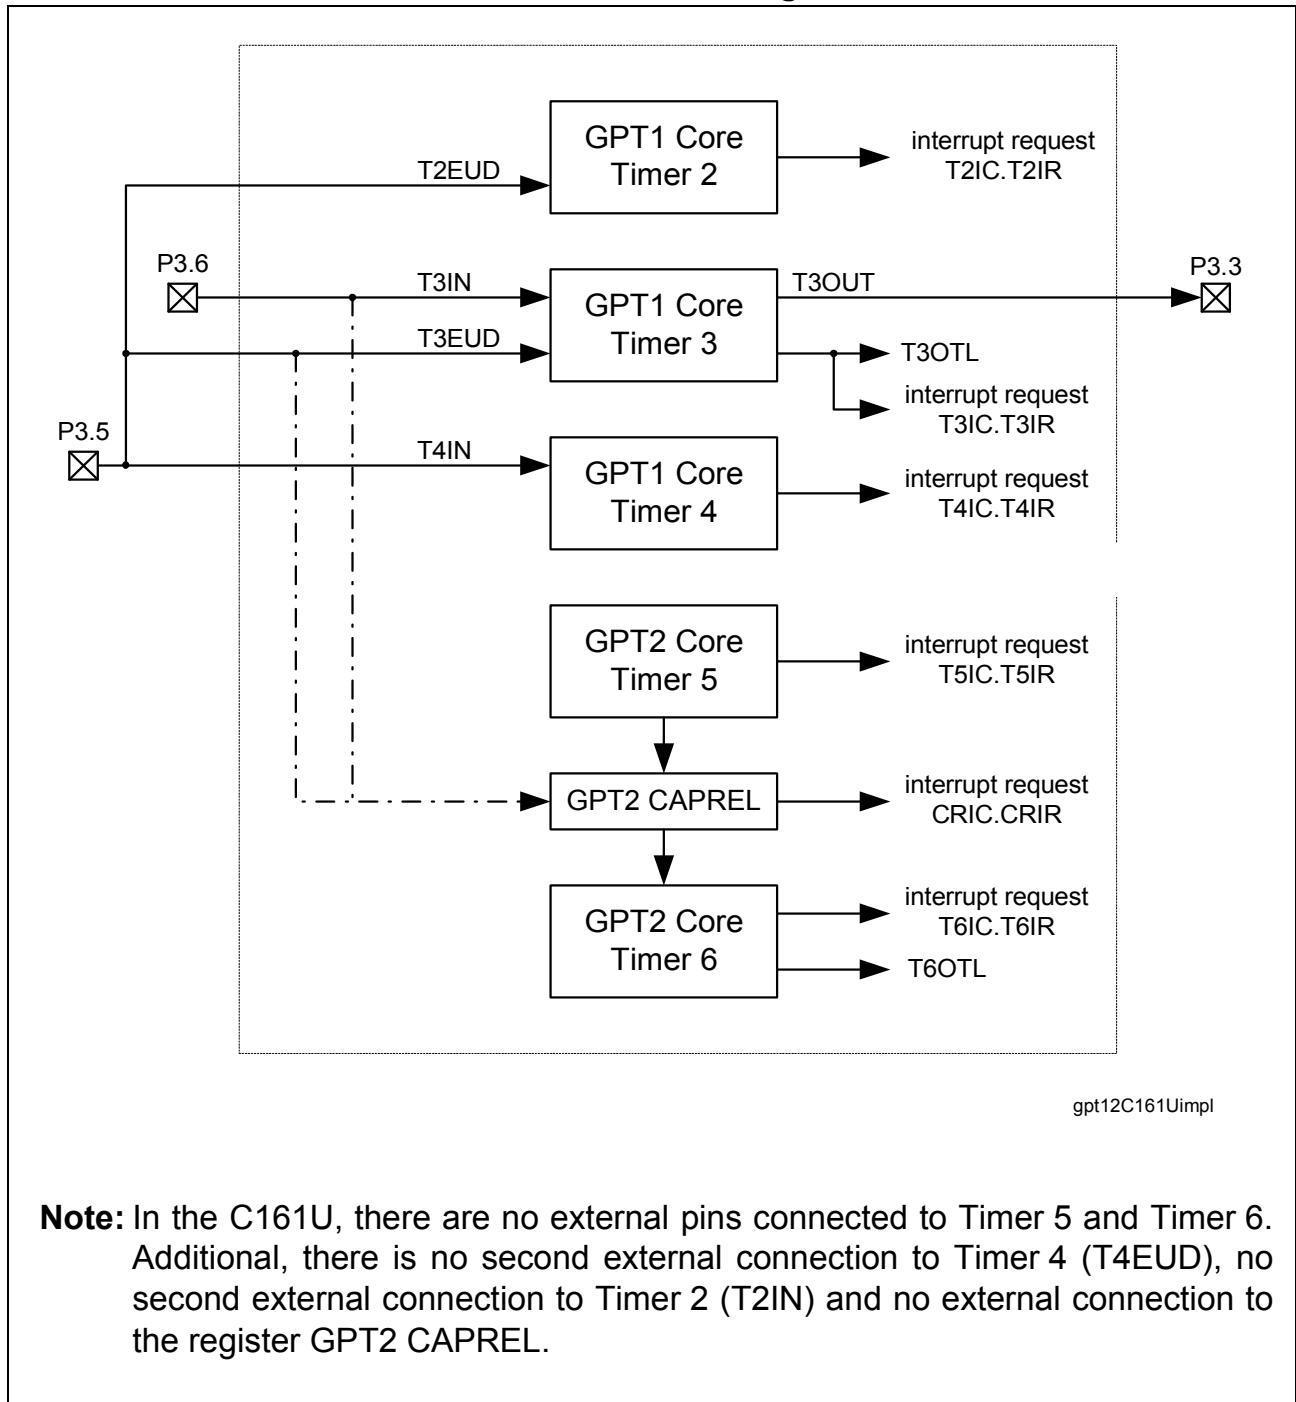 GPT1 Core
Timer 2
T2EUD
interrupt request
T2IC.T2IR
P3.6
T3IN
GPT1 Core
Timer 3
T3OUT
P3.3
T3EUD
T3OTL
interrupt request
T3IC.T3IR
P3.5
T4IN
GPT1 Core
Timer 4
interrupt request
T4IC.T4IR
GPT2 Core
Timer 5
interrupt request
T5IC.T5IR
GPT2 CAPREL
interrupt request
CRIC.CRIR
GPT2 Core
Timer 6
interrupt request
T6IC.T6IR
T6OTL
gpt12C161Uimpl
Note: In the C161U, there are no external pins connected to Timer 5 and Timer 6.
Additional, there is no second external connection to Timer 4 (T4EUD), no
second external connection to Timer 2 (T2IN) and no external connection to
the register GPT2 CAPREL.